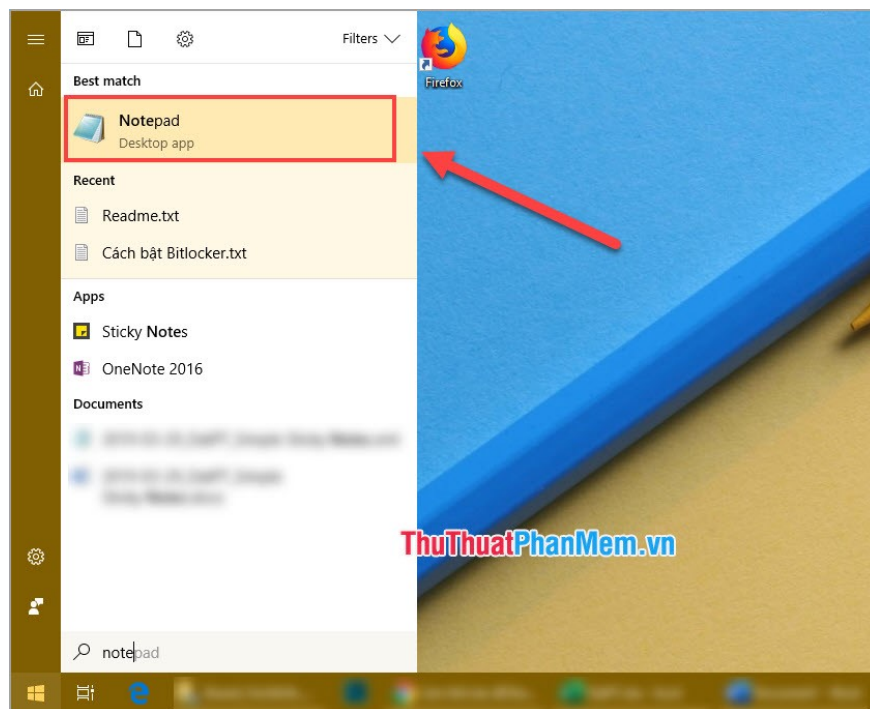 Filters
Firefox
Best match
Notepad
Desktop app
Recent
Readme.txt
Cách bật Bitlocker.txt
Apps
Sticky Notes
OneNote 2016
Documents
ThuThuatPhanMem.vn
notepad